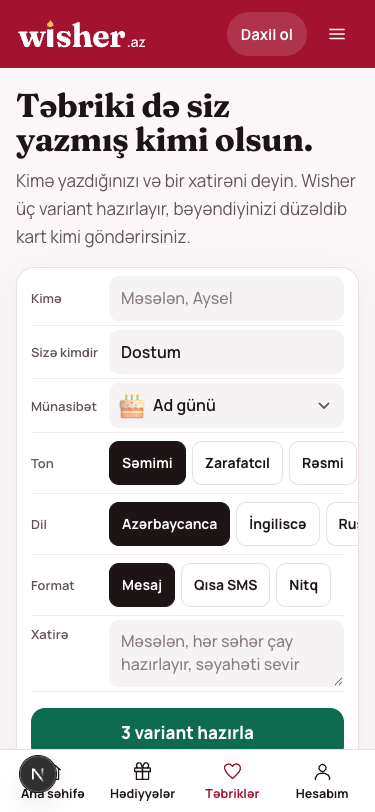 wisher.az
Daxil ol
Təbriki də siz
yazmış kimi olsun.
Kimə yazdığınızı və bir xatirəni deyin. Wisher
üç variant hazırlayır, bəyəndiyinizi düzəldib
kart kimi göndərirsiniz.
Kimə
Məsələn, Aysel
Sizə kimdir
Dostum
Münasibət
Ad günü
Ton
Səmimi
Zarafatcıl
Rəsmi
Dil
Azərbaycanca
İngiliscə
Rus
Format
Mesaj
Qısa SMS
Nitq
Xatirə
Məsələn, hər səhər çay
hazırlayır, səyahəti sevir
3 variant hazırla
N
Ana səhifə
Hədiyyələr
Təbriklər
Hesabım